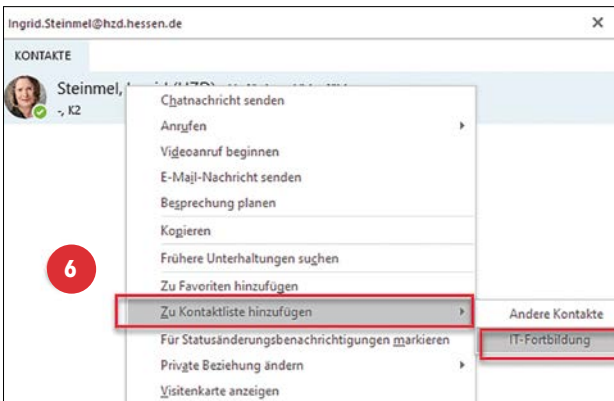 Ingrid.Steinmel@hzd.hessen.de
KONTAKTE
Steinmel, (HZD)
-, K2
Chatnachricht senden
Anrufen
Videoanruf beginnen
E-Mail-Nachricht senden
Besprechung planen
Kopieren
Frühere Unterhaltungen suchen
6
Zu Favoriten hinzufügen
Zu Kontaktliste hinzufügen
Andere Kontakte
Für Statusänderungsbenachrichtigungen markieren
IT-Fortbildung
Private Beziehung ändern
Visitenkarte anzeigen